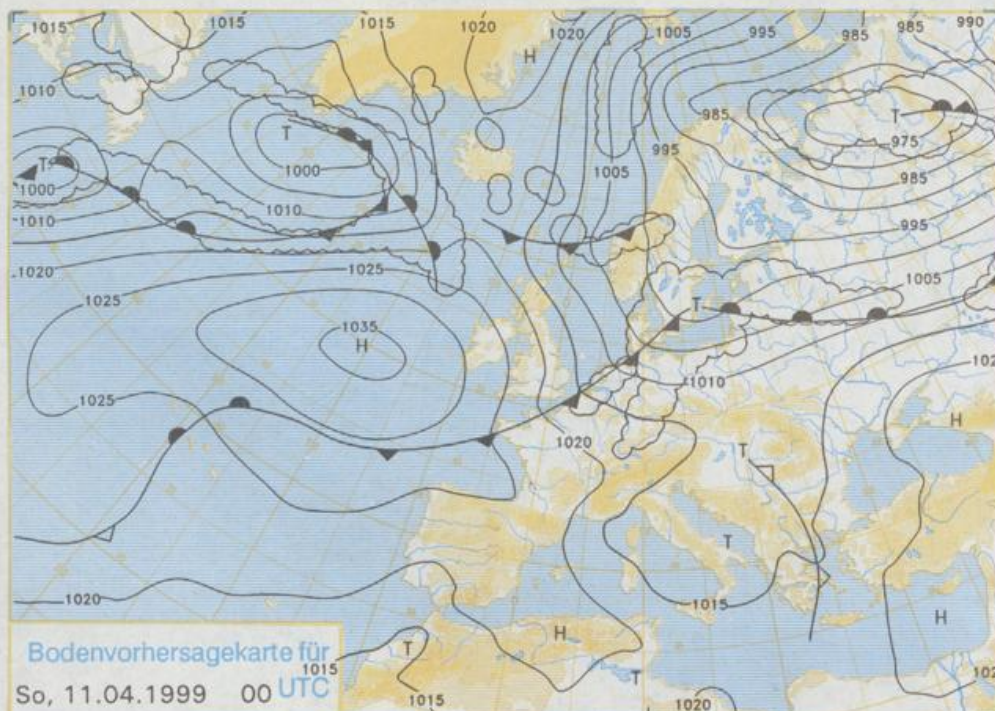 1015 1015 1015 1020 1020 1005 995 985 985 990
H
1010
985
T T 975
T 1000 995 1005
1000 985
1010 1010 995
1020 1025 1005
1025 T
1035
H
1010 102
1025
1020 H
T
T
1020 1015
H H
T
Bodenvorhersagekarte für
1015 T
So, 11.04.1999 00 UTC
1015 1020 102